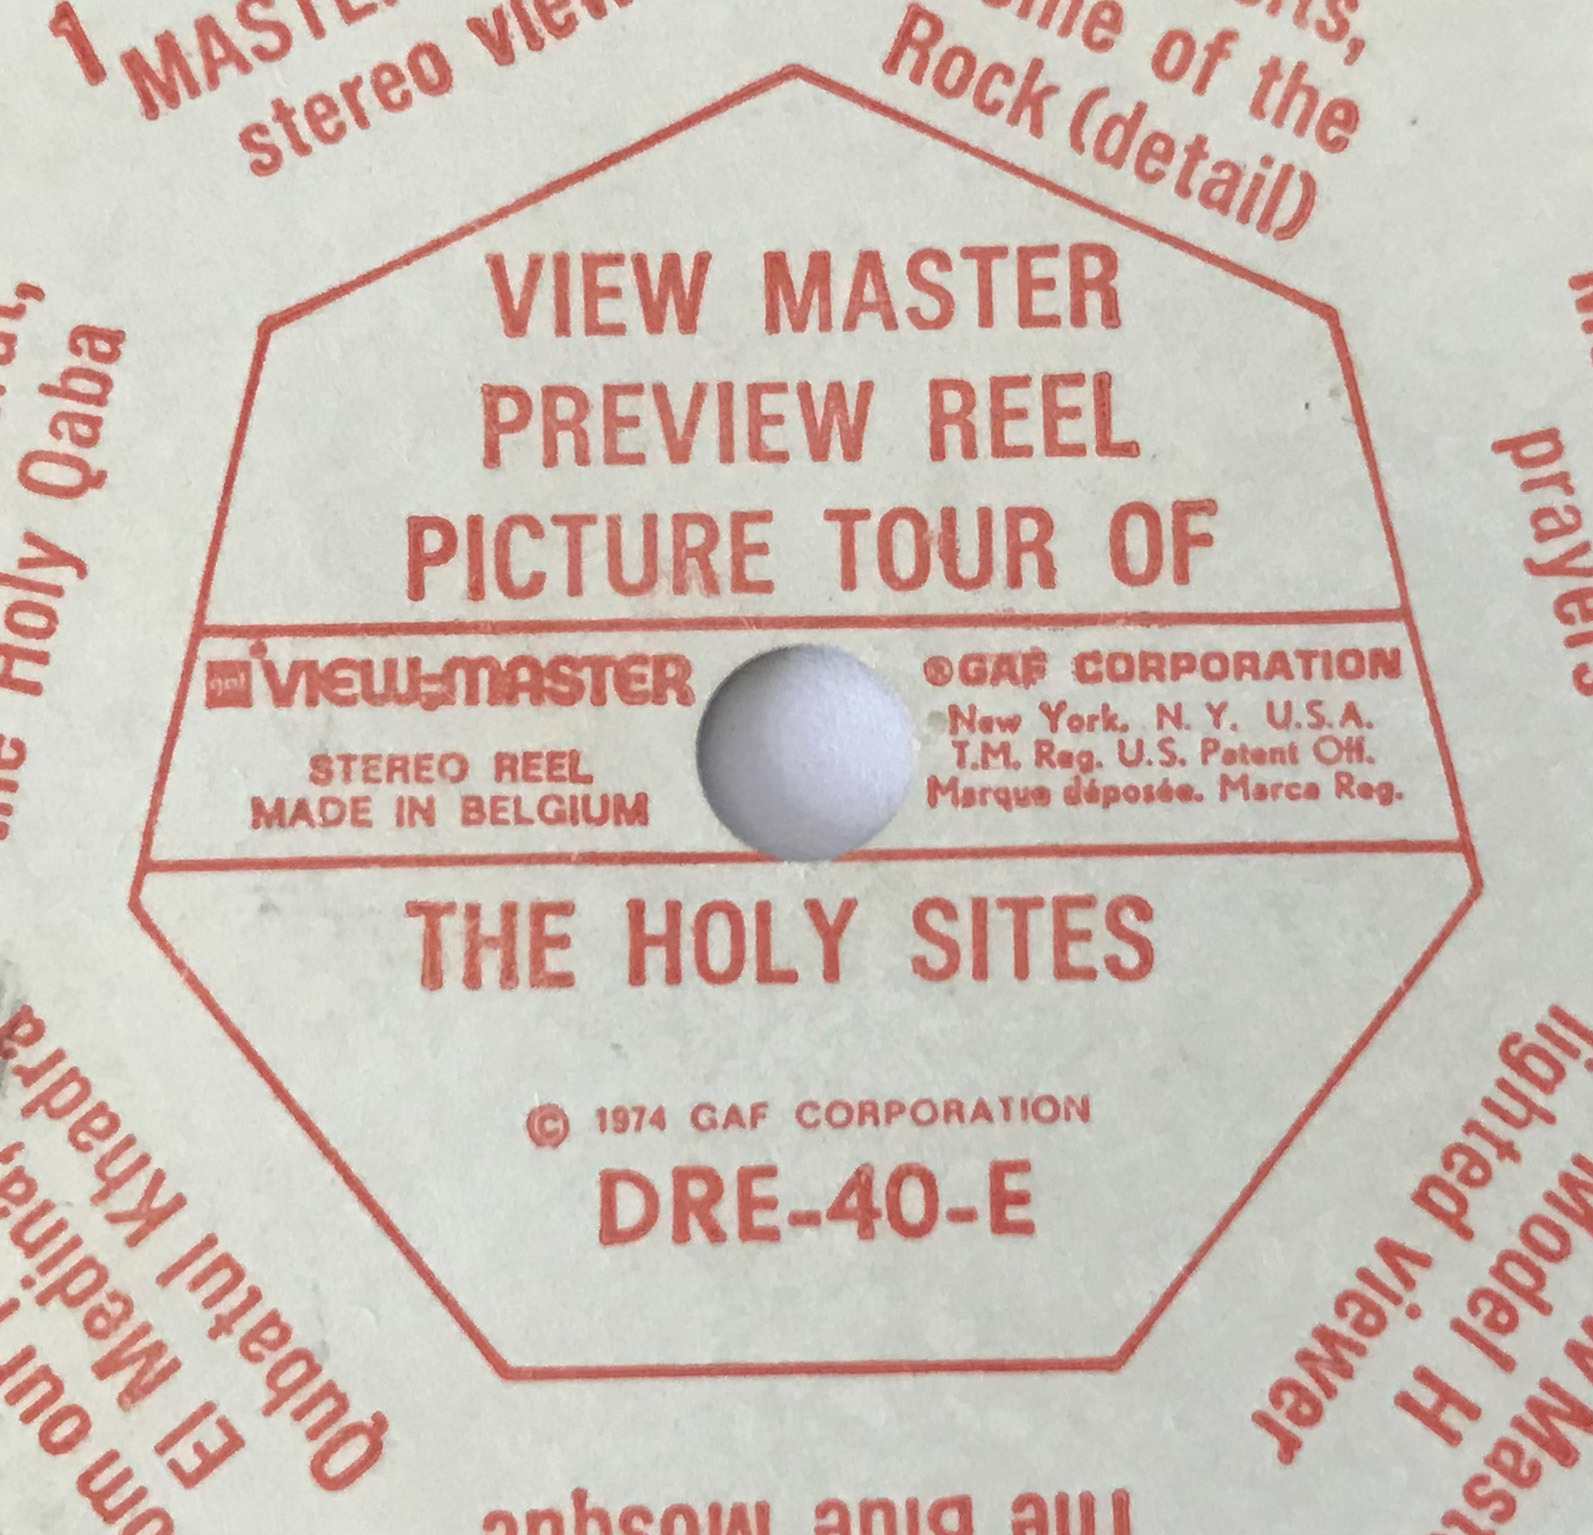 1
stereo
of the
Rock (detail)
VIEW MASTER
PREVIEW REEL
PICTURE TOUR OF
gaf VIEW-MASTER
STEREO REEL
MADE IN BELGIUM
®GAF CORPORATION
New York, N. Y. U.S.A.
T.M. Reg. U.S. Patent Off.
Marque déposée. Marca Reg.
THE HOLY SITES
© 1974 GAF CORPORATION
DRE-40-E
Holy Qaba
prayers
our
El Medina,
Qubatul Khadra
The Blue Mosque
Model H
lighted viewer